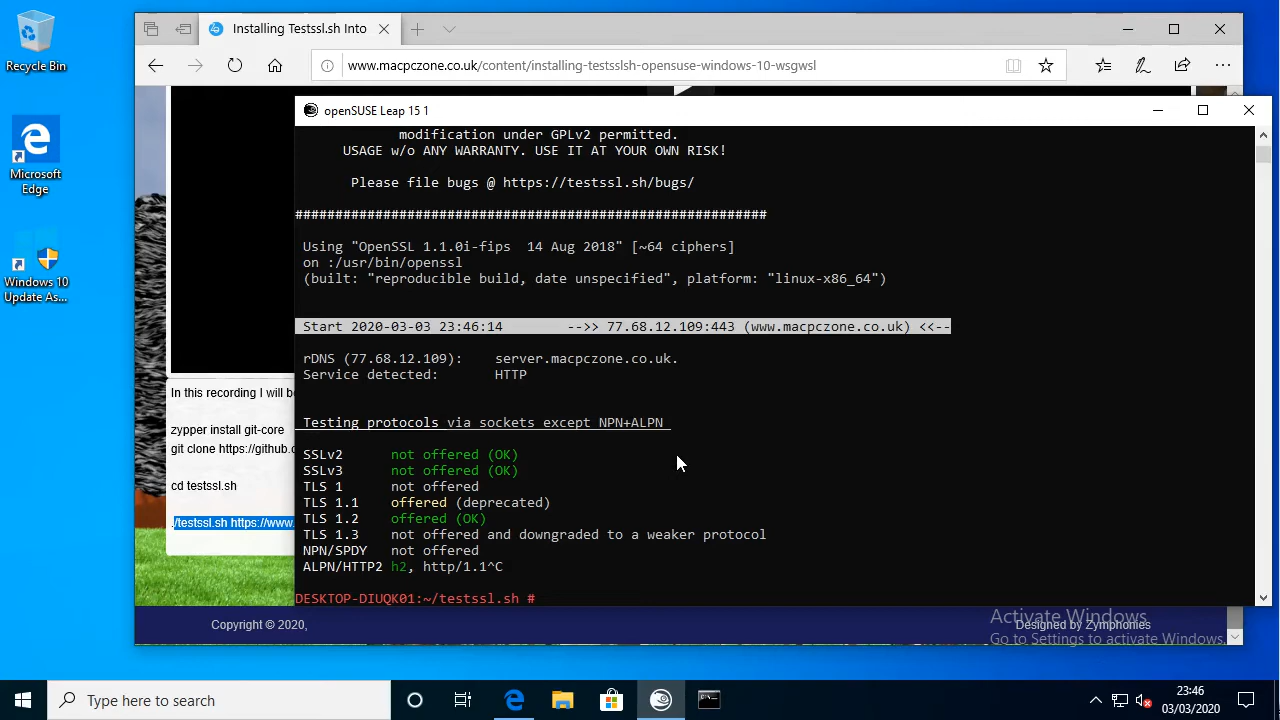 Recycle Bin
Microsoft
Edge
Windows 10
Update As...
Installing Testssl.sh Into
www.macpczone.co.uk/content/installing-testsslsh-opensuse-windows-10-wsgwsl
openSUSE Leap 15 1
modification under GPLv2 permitted.
USAGE w/o ANY WARRANTY. USE IT AT YOUR OWN RISK!
Please file bugs @ https://testssl.sh/bugs/
###########################################################
Using "OpenSSL 1.1.0i-fips  14 Aug 2018" [~64 ciphers]
on :/usr/bin/openssl
(built: "reproducible build, date unspecified", platform: "linux-x86_64")
Start 2020-03-03 23:46:14        -->> 77.68.12.109:443 (www.macpczone.co.uk) <<--
rDNS (77.68.12.109):    server.macpczone.co.uk.
Service detected:       HTTP
Testing protocols via sockets except NPN+ALPN
SSLv2      not offered (OK)
SSLv3      not offered (OK)
TLS 1      not offered
TLS 1.1    offered (deprecated)
TLS 1.2    offered (OK)
TLS 1.3    not offered and downgraded to a weaker protocol
NPN/SPDY   not offered
ALPN/HTTP2 h2, http/1.1^C
DESKTOP-DIUQK01:~/testssl.sh #
In this recording I will be
zypper install git-core
git clone https://github.c
cd testssl.sh
./testssl.sh https://www.
Copyright © 2020,
Designed by Zymphonies
Activate Windows
Go to Settings to activate Windows.
Type here to search
23:46
03/03/2020